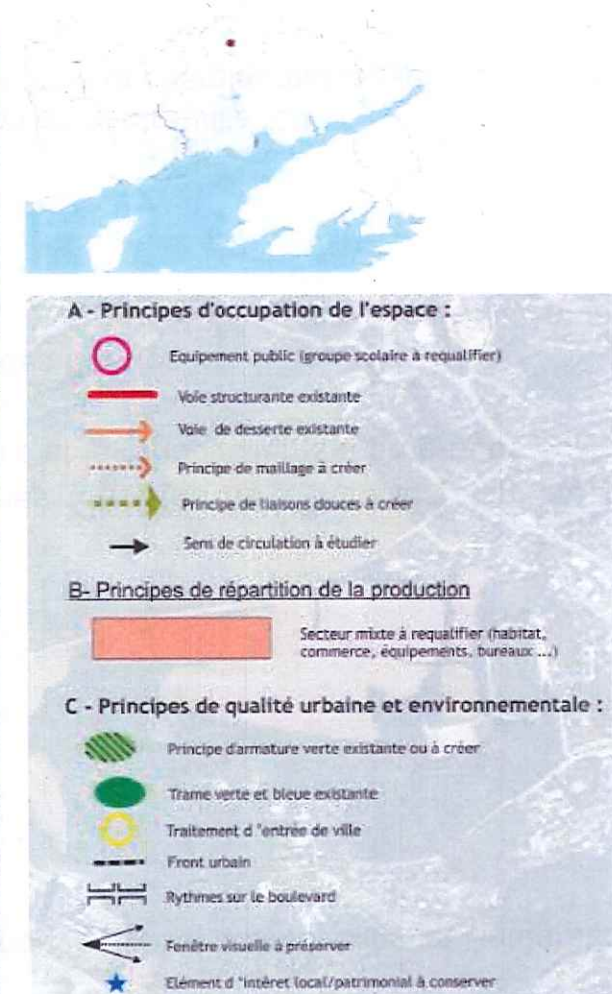 A - Principes d'occupation de l'espace :
Equipement public (groupe scolaire à requalifier)
Voie structurante existante
Voie de desserte existante
Principe de maillage à créer
Principe de liaisons douces à créer
Sens de circulation à étudier
B- Principes de répartition de la production
Secteur mixte à requalifier (habitat,
commerce, équipements, bureaux ...)
C - Principes de qualité urbaine et environnementale :
Principe d'armature verte existante ou à créer
Trame verte et bleue existante
Traitement d 'entrée de ville
Front urbain
Rythmes sur le boulevard
Fenêtre visuelle à préserver
Elément d 'intéret local/patrimonial à conserver